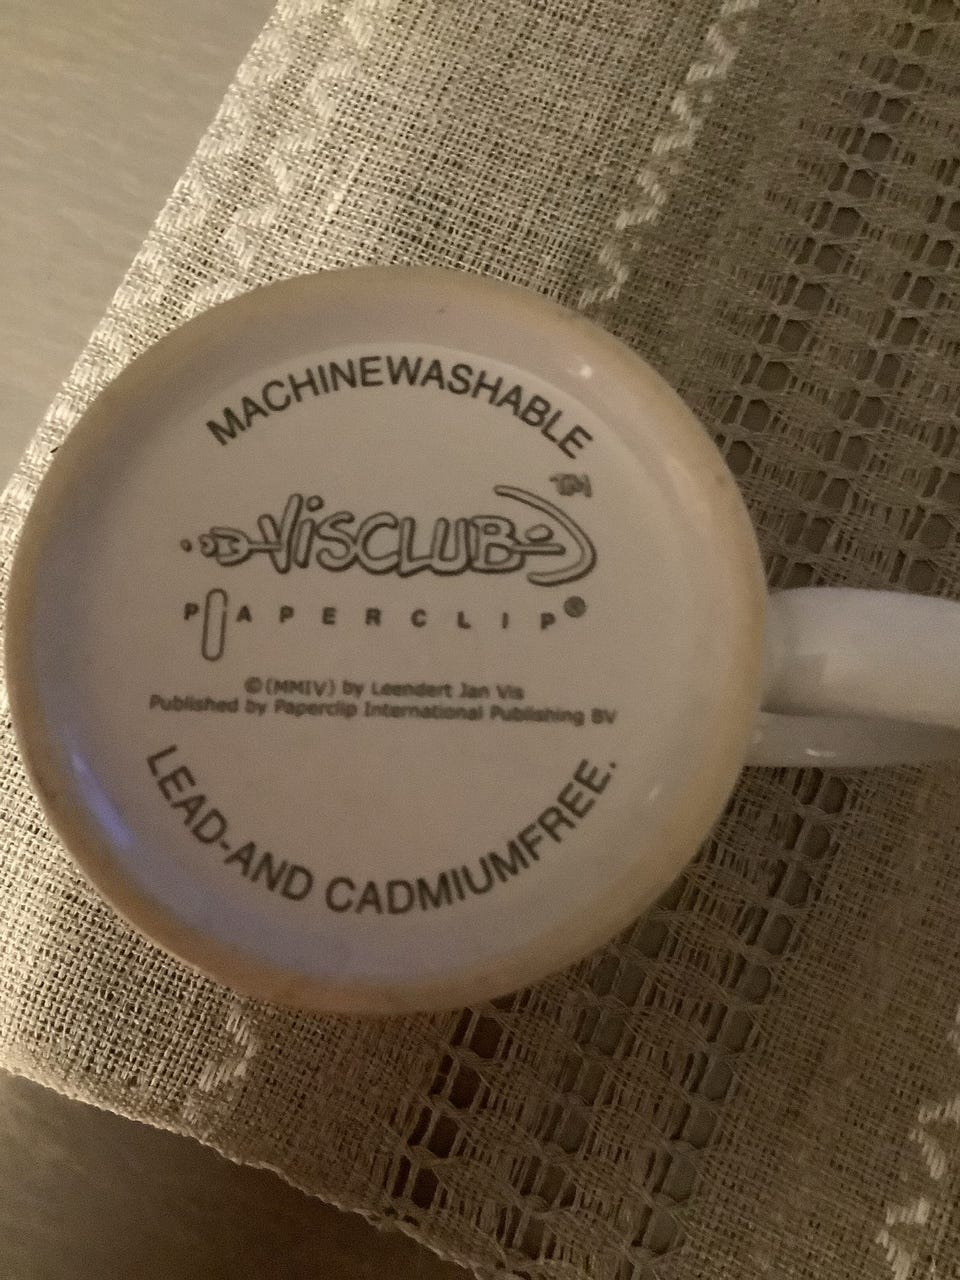 MACHINEWASHABLE
VISCLUB TM
PAPERCLIP®
©(MMIV) by Leendert Jan Vis
Published by Paperclip International Publishing BV
LEAD-AND CADMIUMFREE.